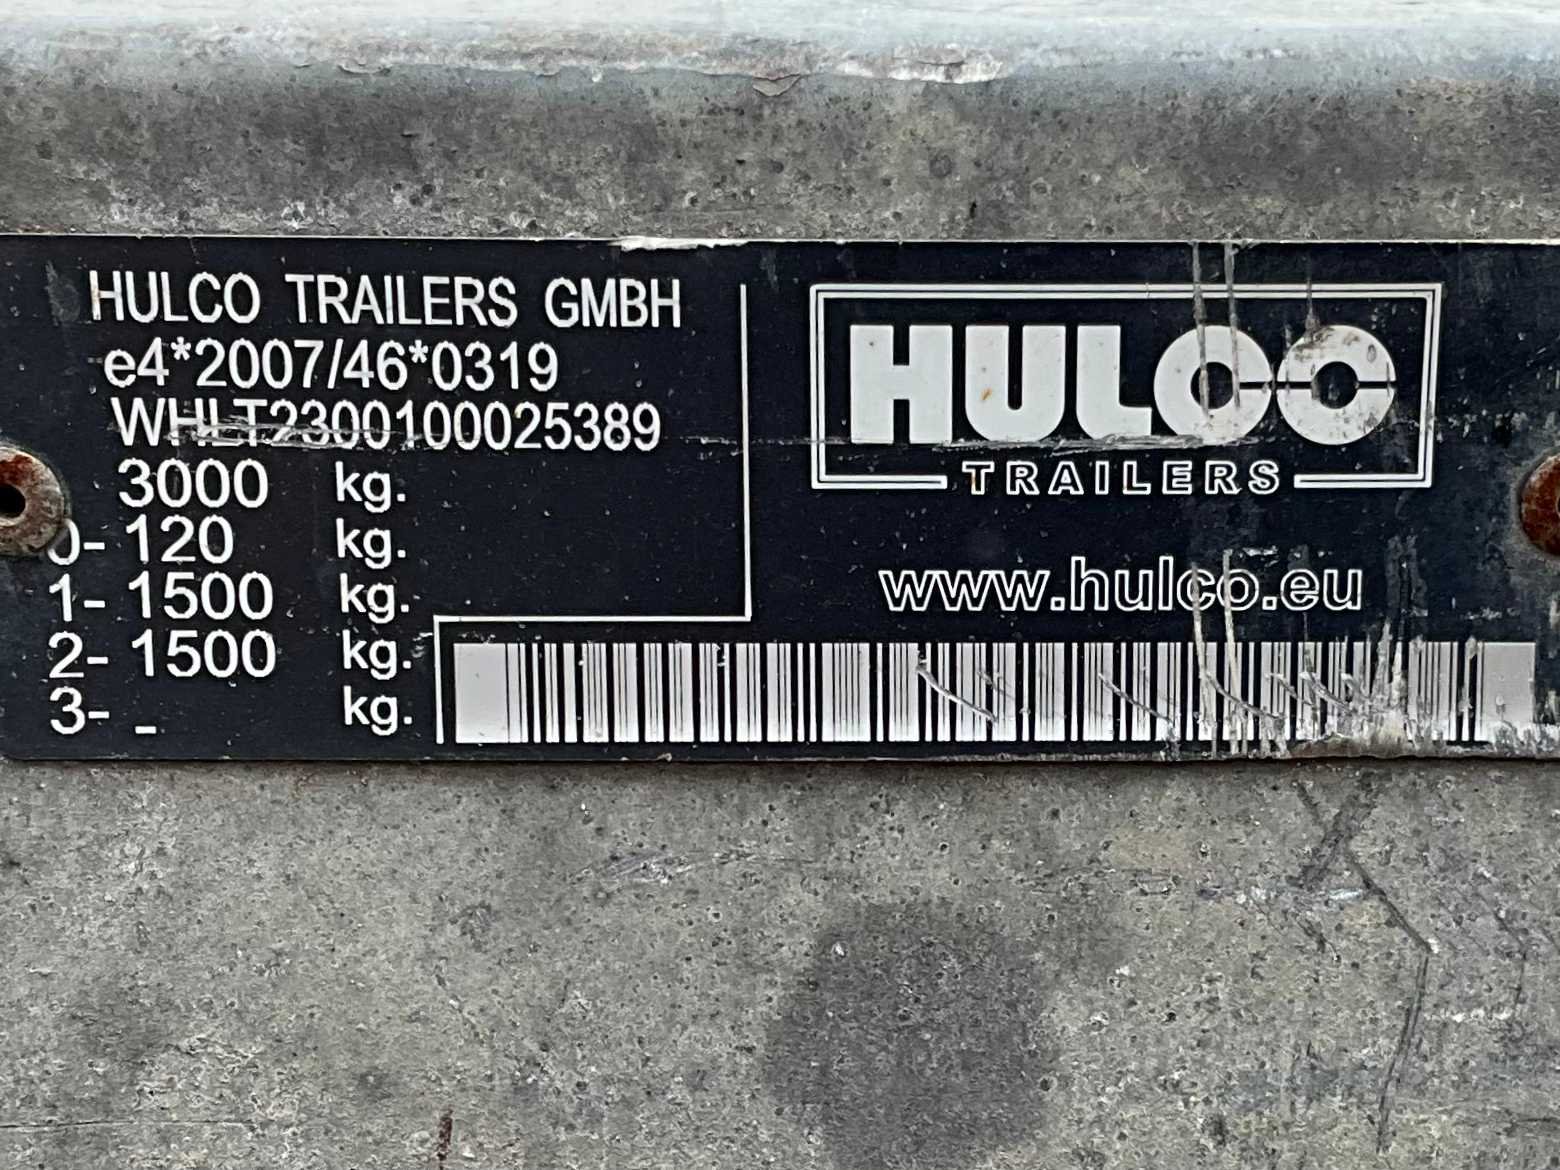 HULCO TRAILERS GMBH
e4*2007/46*0319
WHLT2300100025389
3000 kg.
0- 120 kg.
1- 1500 kg.
2- 1500 kg.
3- - kg.
HULCO
TRAILERS
www.hulco.eu